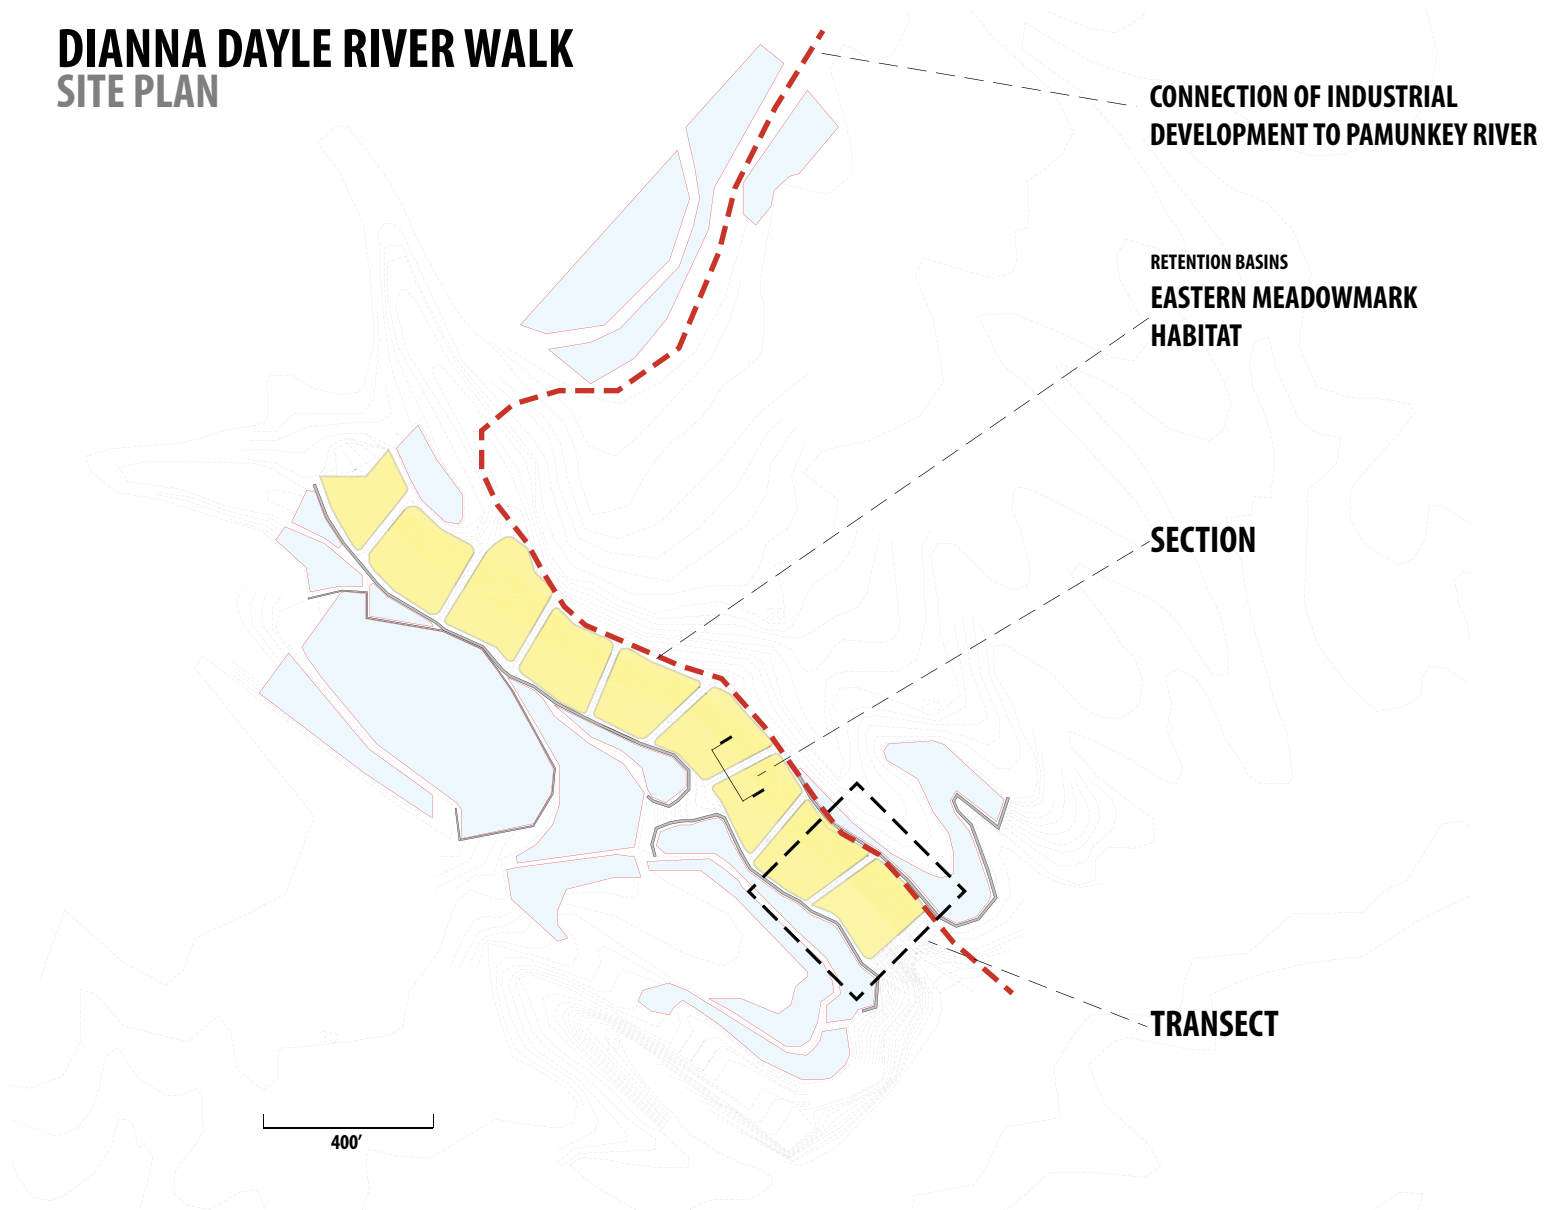 DIANNA DAYLE RIVER WALK
SITE PLAN
CONNECTION OF INDUSTRIAL
DEVELOPMENT TO PAMUNKEY RIVER
RETENTION BASINS
EASTERN MEADOWMARK
HABITAT
SECTION
TRANSECT
400'